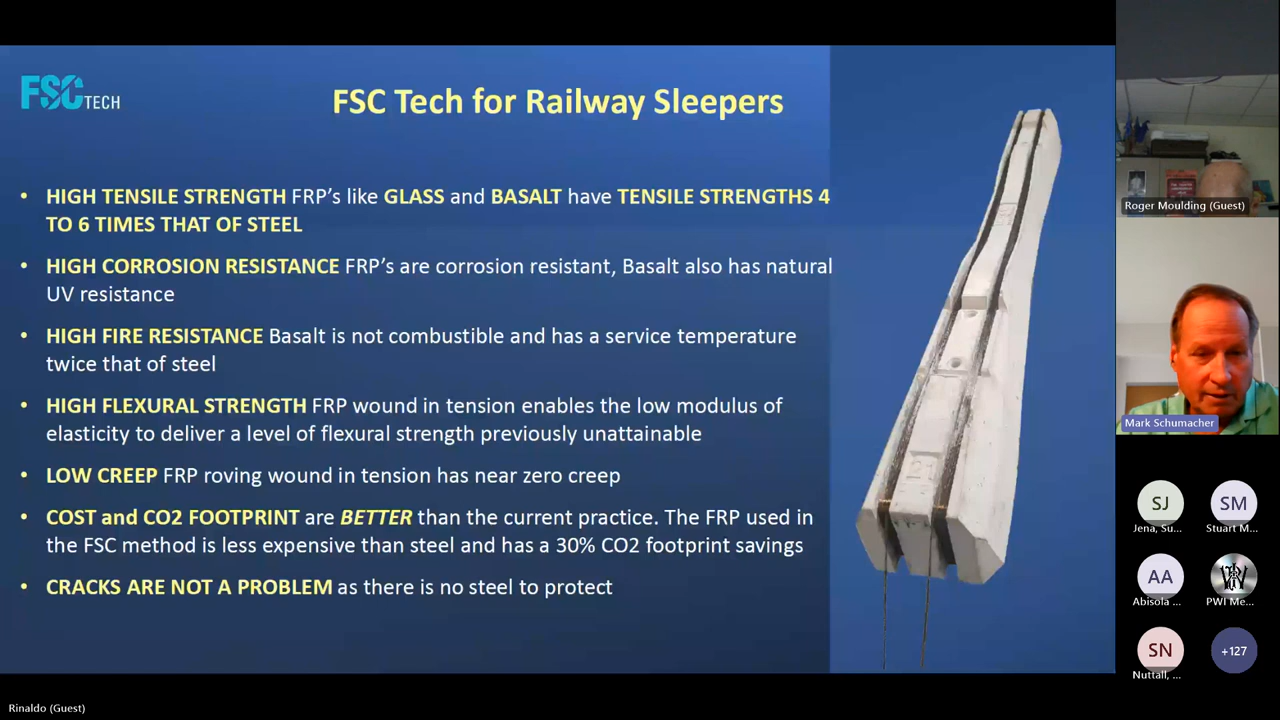 FSC TECH
FSC Tech for Railway Sleepers
• HIGH TENSILE STRENGTH FRP’s like GLASS and BASALT have TENSILE STRENGTHS 4
TO 6 TIMES THAT OF STEEL
• HIGH CORROSION RESISTANCE FRP’s are corrosion resistant, Basalt also has natural
UV resistance
• HIGH FIRE RESISTANCE Basalt is not combustible and has a service temperature
twice that of steel
• HIGH FLEXURAL STRENGTH FRP wound in tension enables the low modulus of
elasticity to deliver a level of flexural strength previously unattainable
• LOW CREEP FRP roving wound in tension has near zero creep
• COST and CO2 FOOTPRINT are BETTER than the current practice. The FRP used in
the FSC method is less expensive than steel and has a 30% CO2 footprint savings
• CRACKS ARE NOT A PROBLEM as there is no steel to protect
21
Roger Moulding (Guest)
Mark Schumacher
SJ
Jena, Su...
SM
Stuart M...
AA
Abisola ...
PWI Me...
SN
Nuttall, ...
+127
Rinaldo (Guest)